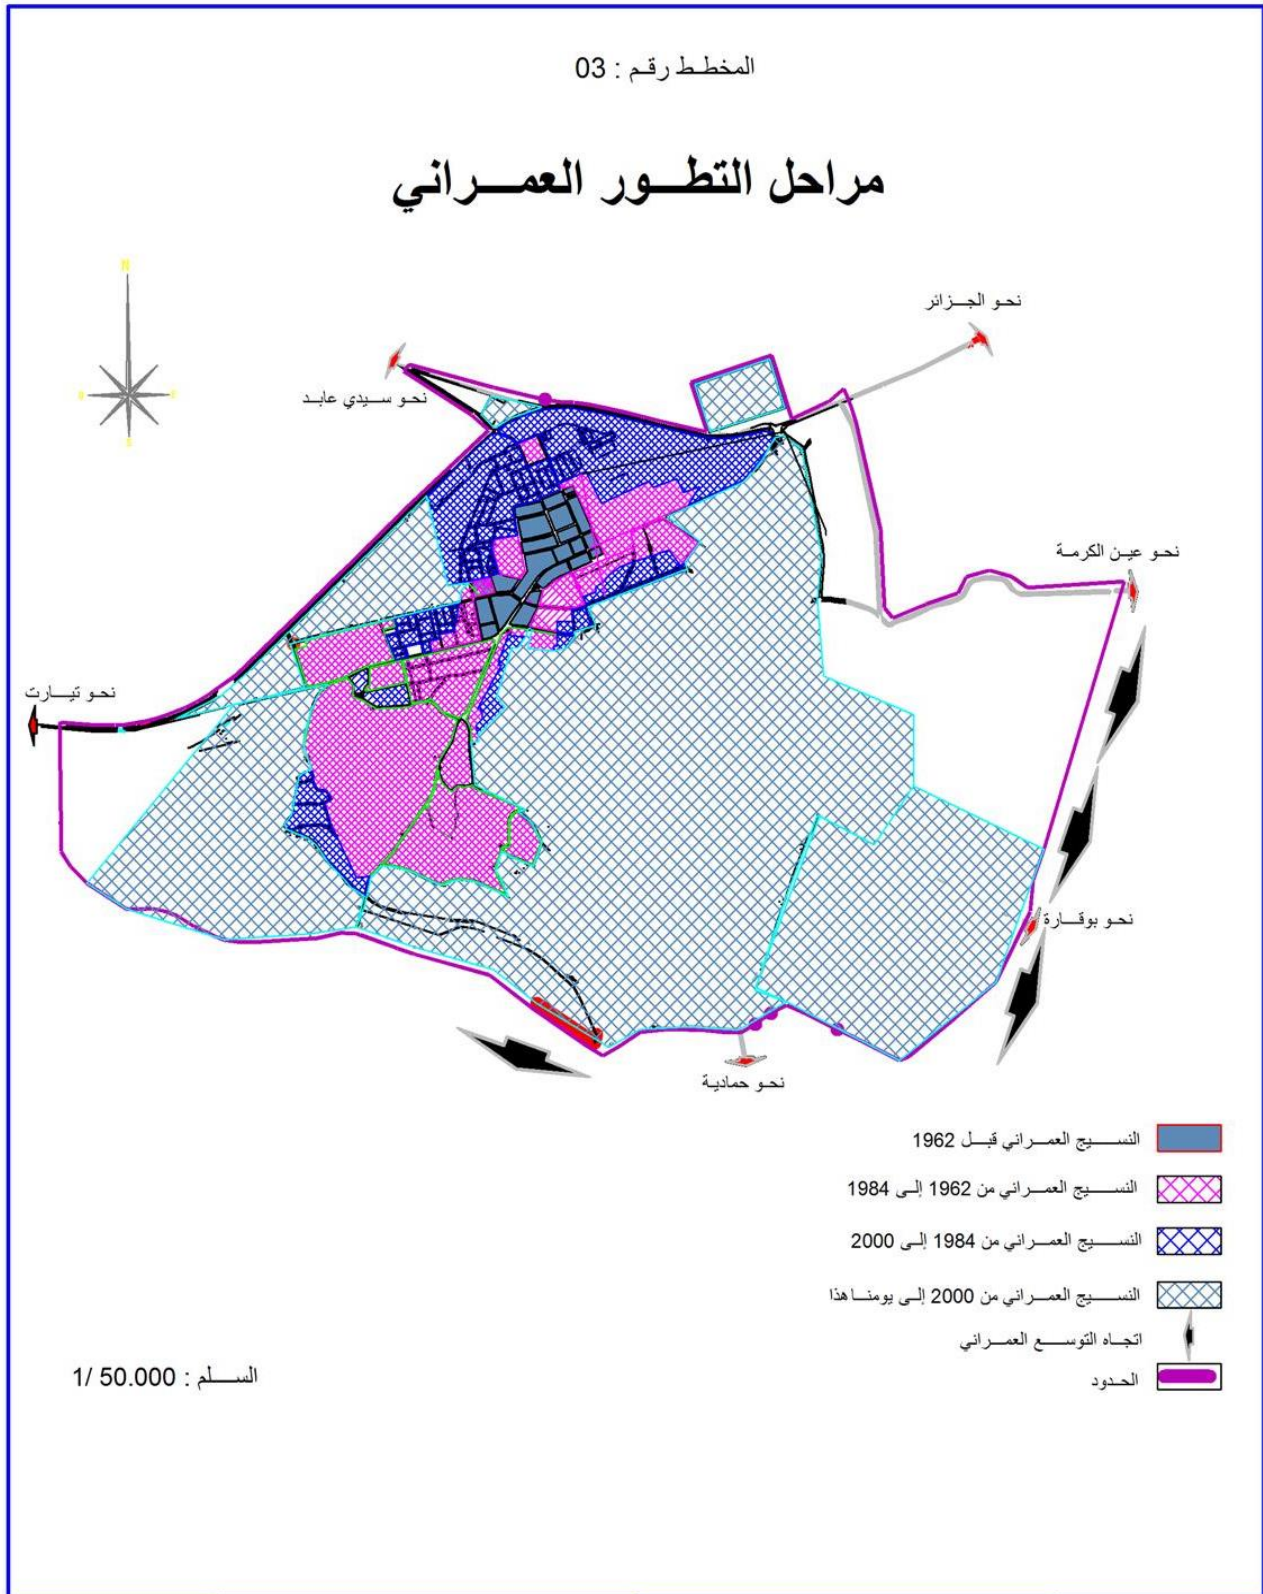 المخطط رقم : 03
مراحل التطور العمراني
N
نحو الجزائر
نحو سيدي عابد
نحو عين الكرمة
نحو تيارت
نحو بوقارة
نحو حمادية
النسيج العمراني قبل 1962
النسيج العمراني من 1962 إلى 1984
النسيج العمراني من 1984 إلى 2000
النسيج العمراني من 2000 إلى يومنا هذا
اتجاه التوسع العمراني
الحدود
السلم : 50.000 /1